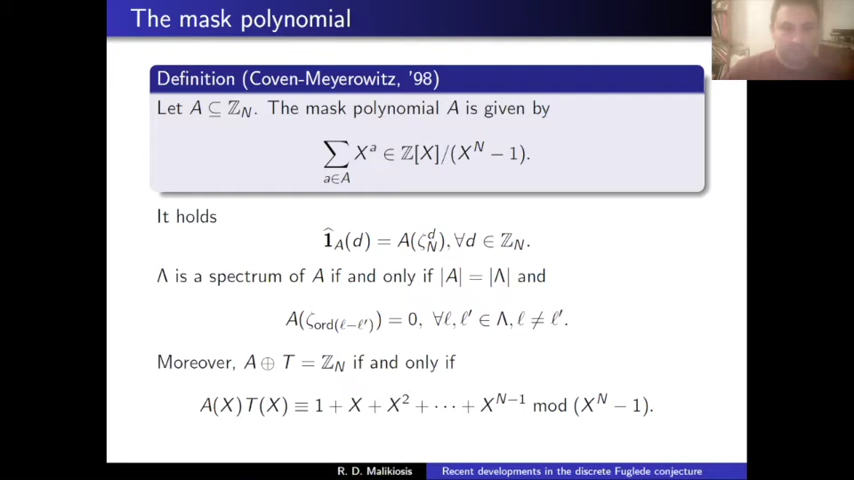 The mask polynomial
Definition (Coven-Meyerowitz, '98)
Let A ⊆ ℤ_N. The mask polynomial A is given by
∑_{a∈A} X^a ∈ ℤ[X]/(X^N − 1).
It holds
\hat{1}_A(d) = A(ζ_N^d), ∀d ∈ ℤ_N.
Λ is a spectrum of A if and only if |A| = |Λ| and
A(ζ_{ord(ℓ−ℓ′)}) = 0, ∀ℓ, ℓ′ ∈ Λ, ℓ ≠ ℓ′.
Moreover, A ⊕ T = ℤ_N if and only if
A(X)T(X) ≡ 1 + X + X^2 + ⋯ + X^{N−1} mod (X^N − 1).
R. D. Malikiosis Recent developments in the discrete Fuglede conjecture